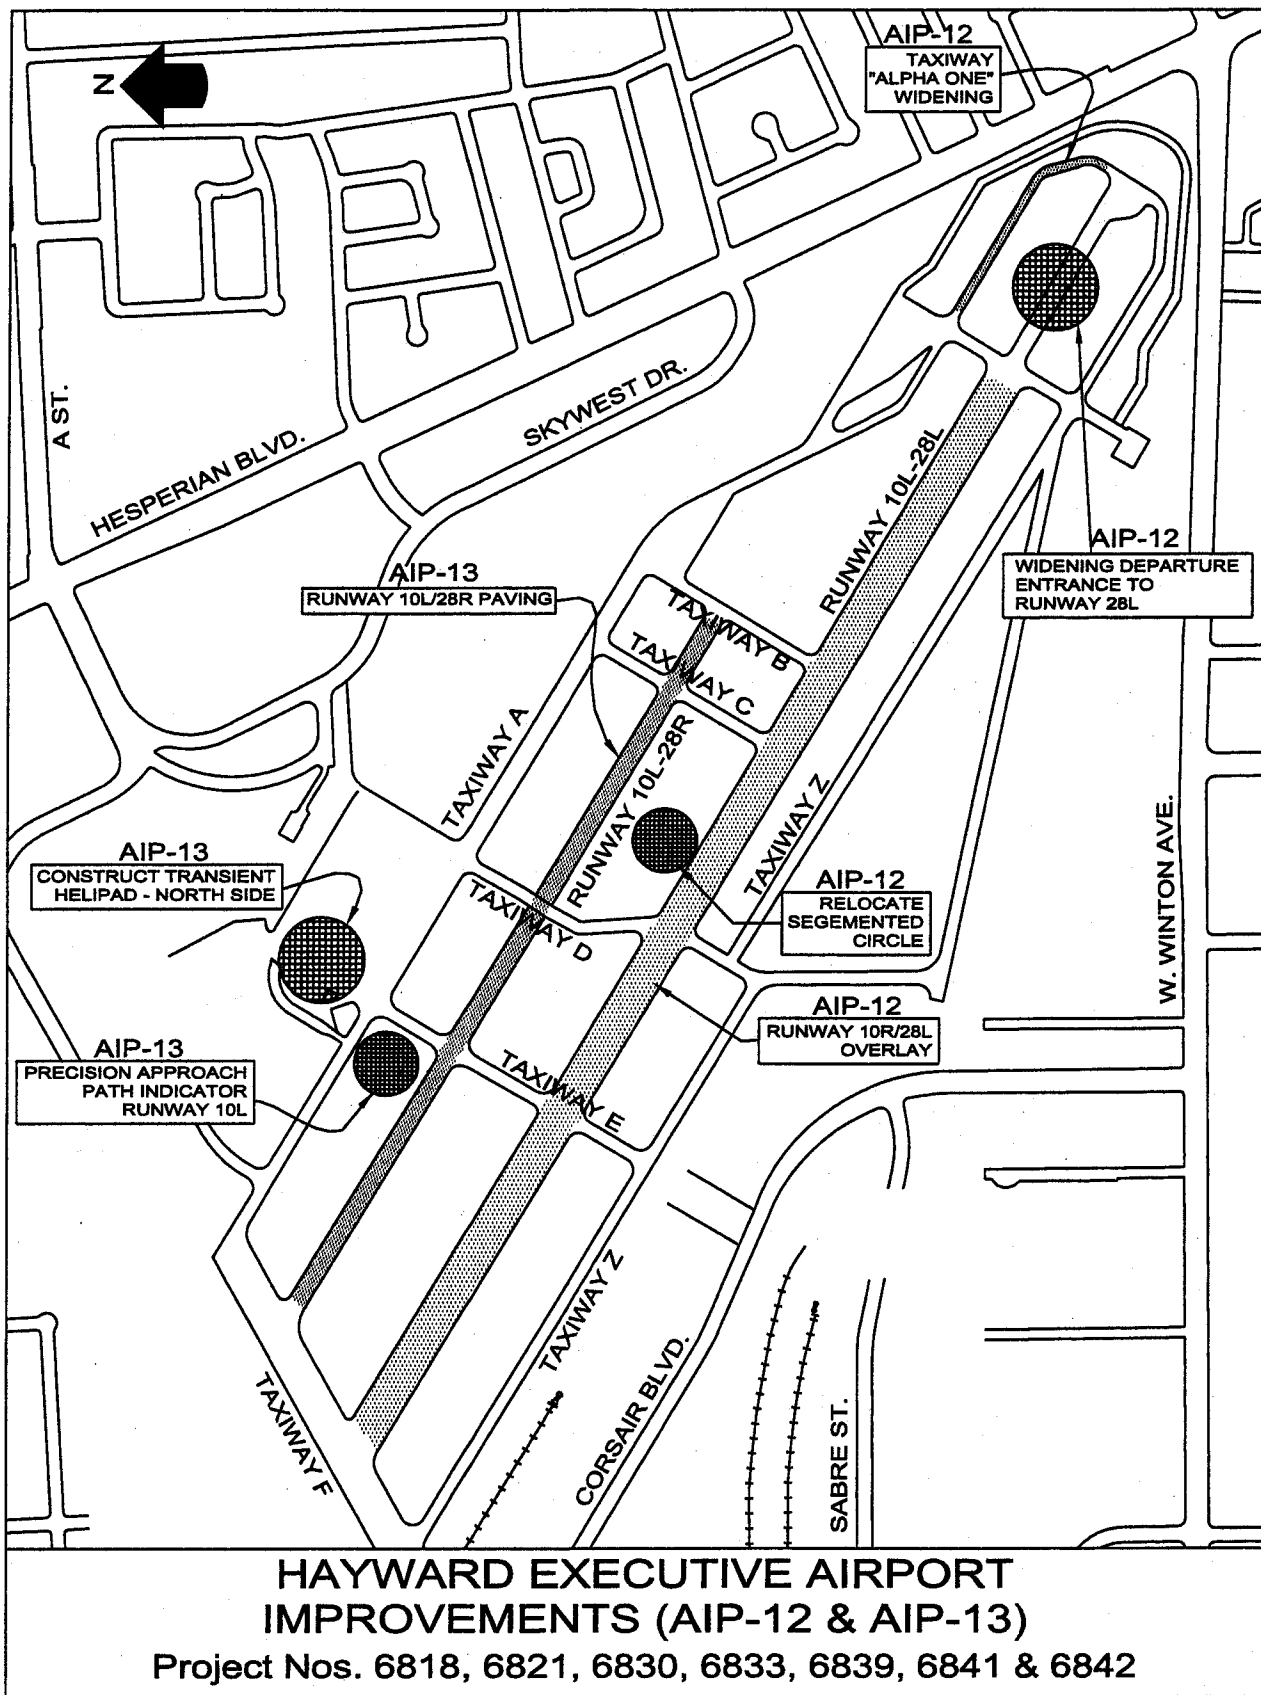 AIP-12
TAXIWAY
"ALPHA ONE"
WIDENING
N
A ST.
HESPERIAN BLVD.
SKYWEST DR.
RUNWAY 10L-28L
AIP-12
WIDENING DEPARTURE
ENTRANCE TO
RUNWAY 28L
AIP-13
RUNWAY 10L/28R PAVING
TAXIWAY B
TAXIWAY C
TAXIWAY A
RUNWAY 10L-28R
TAXIWAY Z
W. WINTON AVE.
AIP-13
CONSTRUCT TRANSIENT
HELIPAD - NORTH SIDE
AIP-12
RELOCATE
SEGEMENTED
CIRCLE
TAXIWAY D
AIP-12
RUNWAY 10R/28L
OVERLAY
AIP-13
PRECISION APPROACH
PATH INDICATOR
RUNWAY 10L
TAXIWAY E
TAXIWAY Z
TAXIWAY F
CORSAIR BLVD.
SABRE ST.
HAYWARD EXECUTIVE AIRPORT
IMPROVEMENTS (AIP-12 & AIP-13)
Project Nos. 6818, 6821, 6830, 6833, 6839, 6841 & 6842